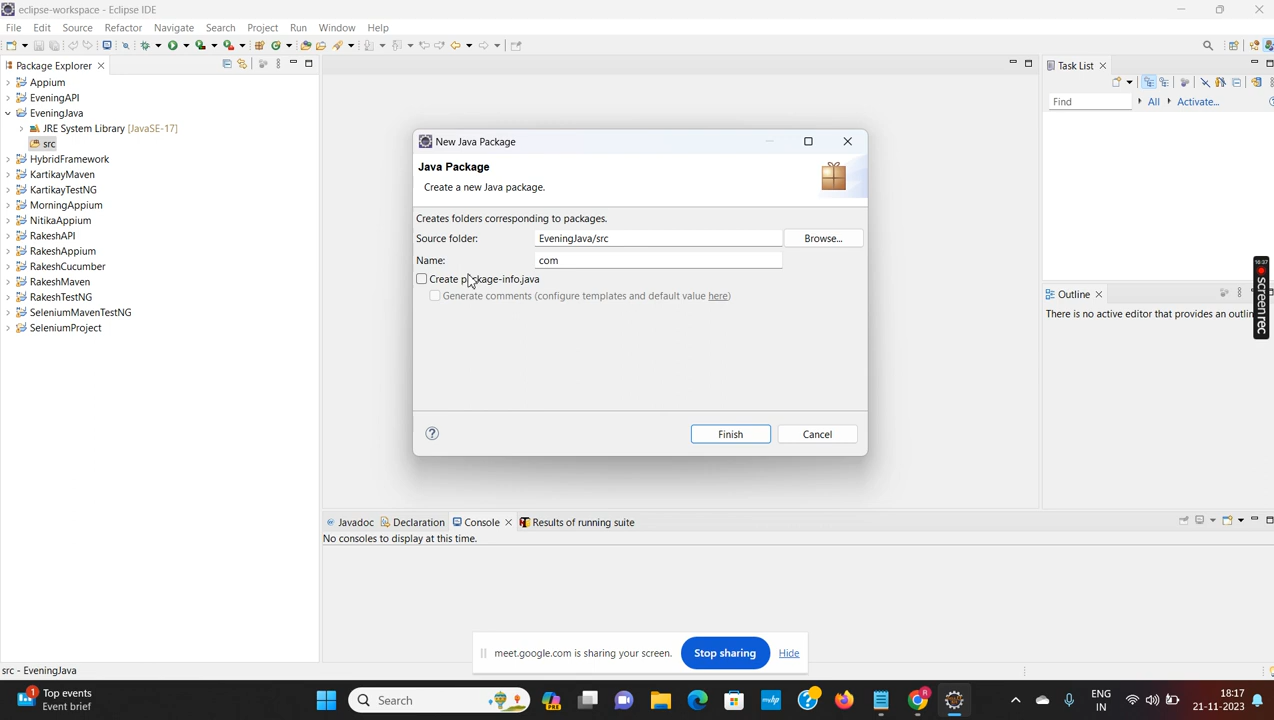 eclipse-workspace - Eclipse IDE
File Edit Source Refactor Navigate Search Project Run Window Help
Package Explorer
Appium
EveningAPI
EveningJava
JRE System Library [JavaSE-17]
src
HybridFramework
KartikayMaven
KartikayTestNG
MorningAppium
NitikaAppium
RakeshAPI
RakeshAppium
RakeshCucumber
RakeshMaven
RakeshTestNG
SeleniumMavenTestNG
SeleniumProject
New Java Package
Java Package
Create a new Java package.
Creates folders corresponding to packages.
Source folder: EveningJava/src Browse...
Name: com
Create package-info.java
Generate comments (configure templates and default value here)
? Finish Cancel
Task List
Find All Activate...
Outline
There is no active editor that provides an outlin
10:37
screenrec
Javadoc Declaration Console Results of running suite
No consoles to display at this time.
meet.google.com is sharing your screen. Stop sharing Hide
src - EveningJava
1 Top events
Event brief
Search
PRE
ENG
IN
18:17
21-11-2023